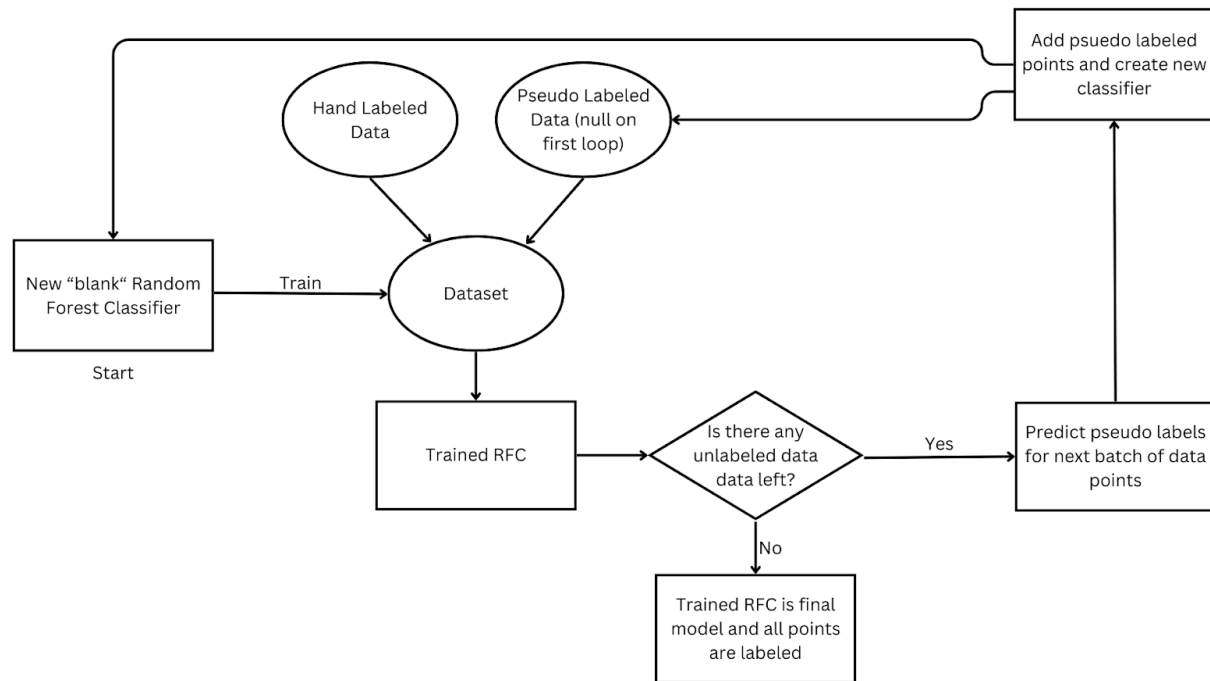 Add psuedo labeled
points and create new
classifier
Hand Labeled
Data
Pseudo Labeled
Data (null on
first loop)
New “blank“ Random
Forest Classifier
Train
Dataset
Start
Trained RFC
Is there any
unlabeled data
data left?
Yes
Predict pseudo labels
for next batch of data
points
No
Trained RFC is final
model and all points
are labeled